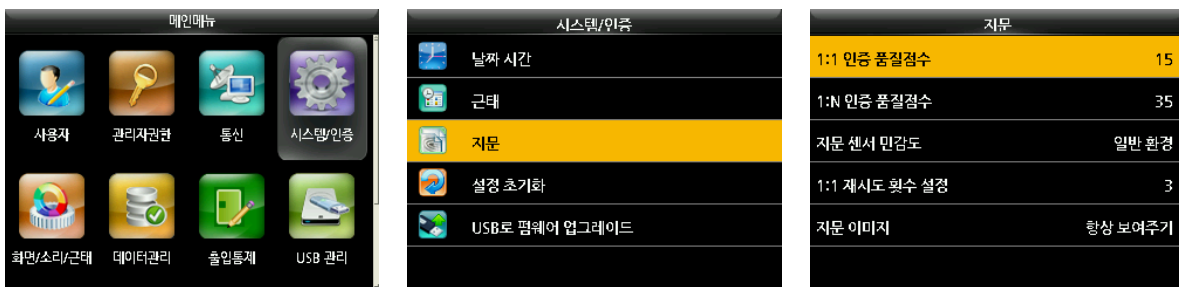 메인메뉴
사용자
관리자권한
통신
시스템/인증
화면/소리/근태
데이터관리
출입통제
USB 관리
시스템/인증
날짜 시간
근태
지문
설정 초기화
USB로 펌웨어 업그레이드
지문
1:1 인증 품질점수 15
1:N 인증 품질점수 35
지문 센서 민감도 일반 환경
1:1 재시도 횟수 설정 3
지문 이미지 항상 보여주기